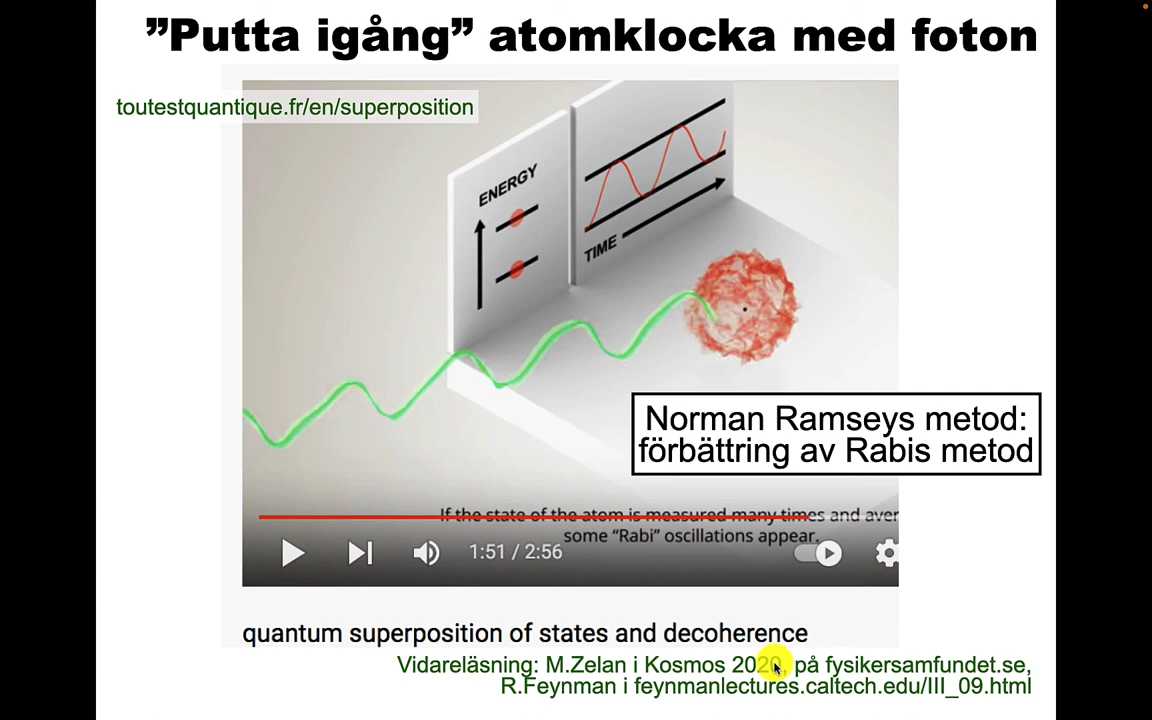 ”Putta igång” atomklocka med foton
toutestquantique.fr/en/superposition
ENERGY
TIME
Norman Ramseys metod:
förbättring av Rabis metod
If the state of the atom is measured many times and aver
some “Rabi” oscillations appear.
1:51 / 2:56
quantum superposition of states and decoherence
Vidareläsning: M.Zelan i Kosmos 2020, på fysikersamfundet.se,
R.Feynman i feynmanlectures.caltech.edu/III_09.html